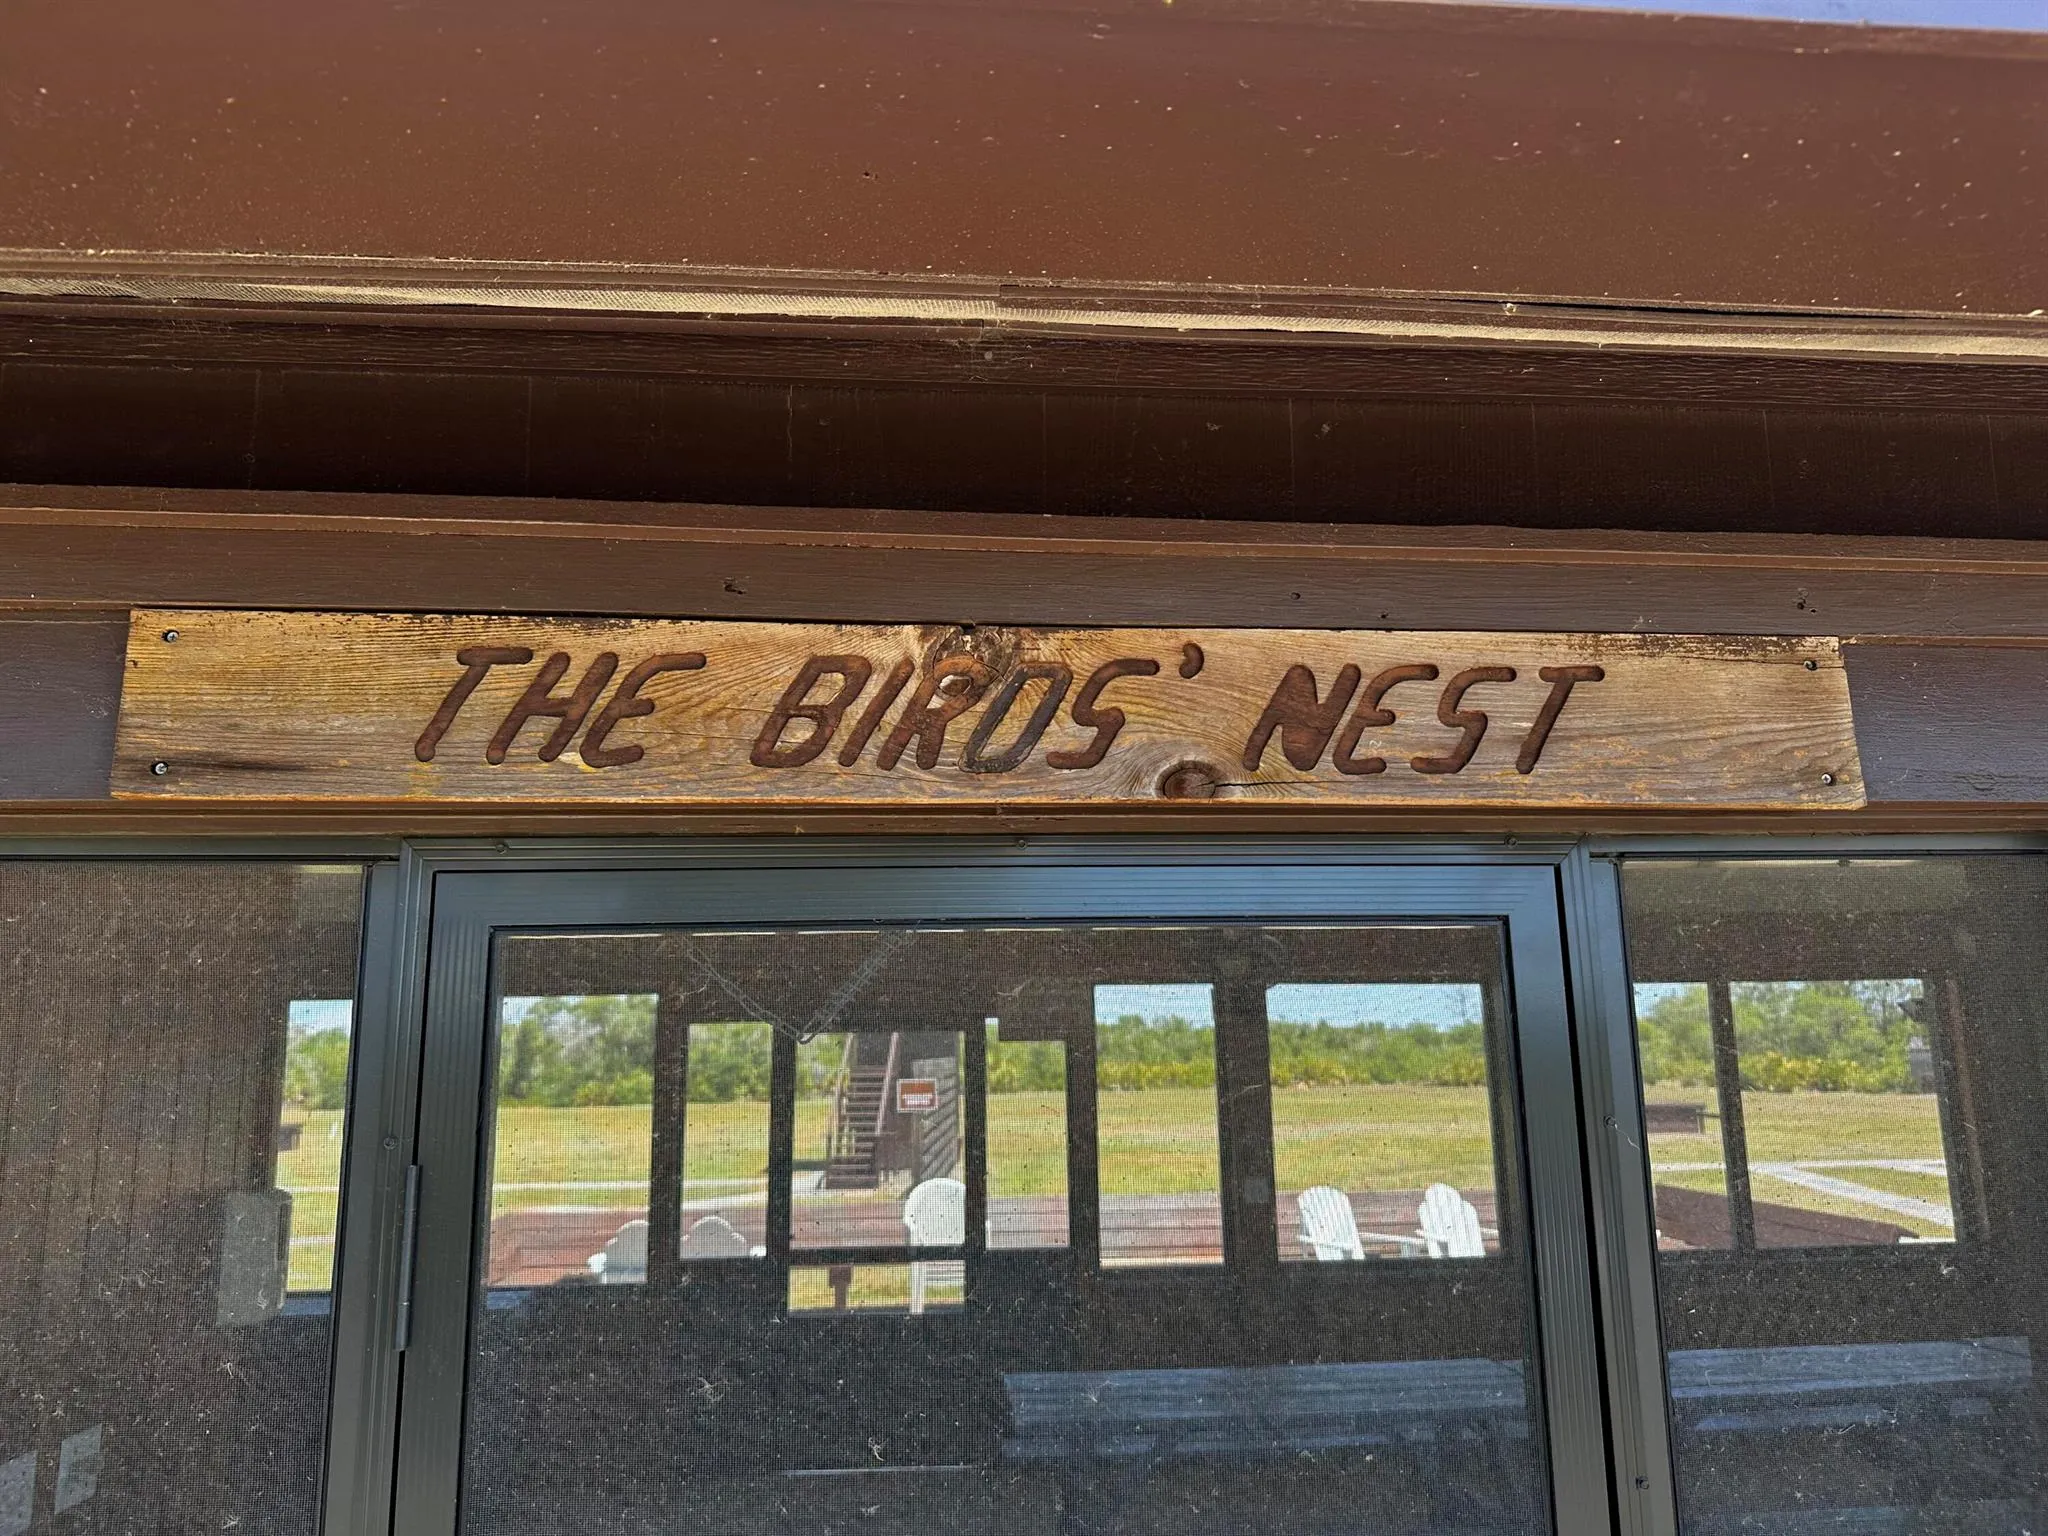 THE BIRDS' NEST